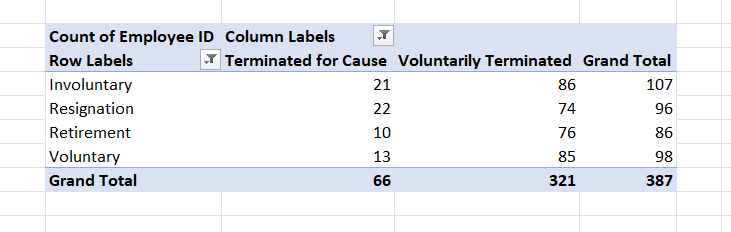 Count of Employee ID Column Labels
Row Labels Terminated for Cause Voluntarily Terminated Grand Total
Involuntary 21 86 107
Resignation 22 74 96
Retirement 10 76 86
Voluntary 13 85 98
Grand Total 66 321 387